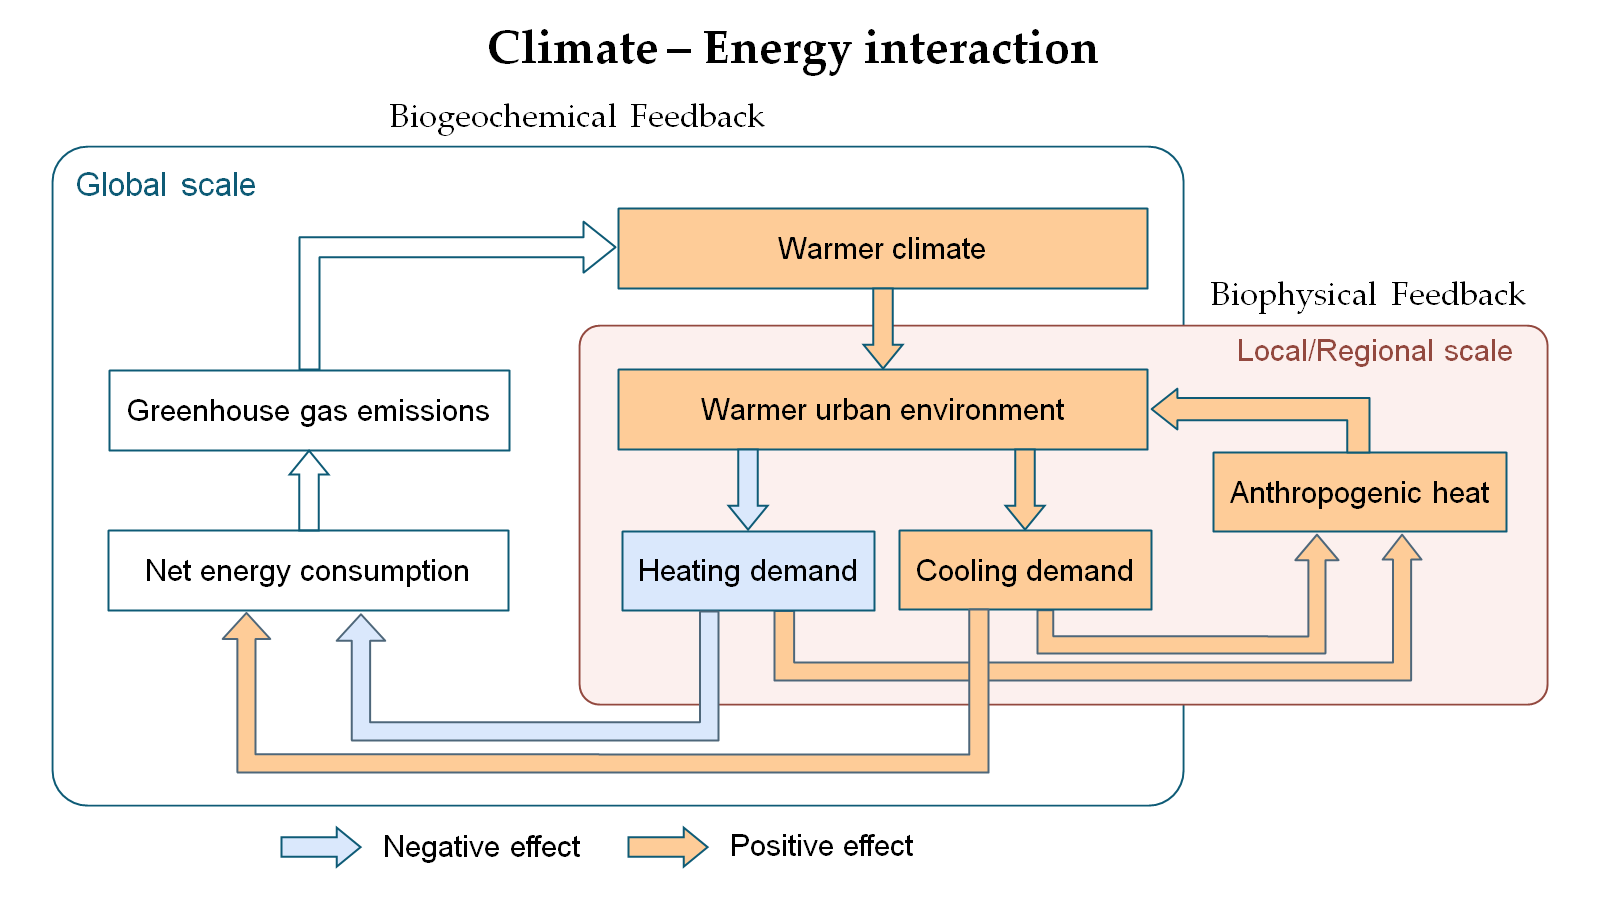 Climate – Energy interaction
Biogeochemical Feedback
Global scale
Warmer climate
Biophysical Feedback
Local/Regional scale
Greenhouse gas emissions
Warmer urban environment
Anthropogenic heat
Net energy consumption
Heating demand
Cooling demand
Negative effect
Positive effect